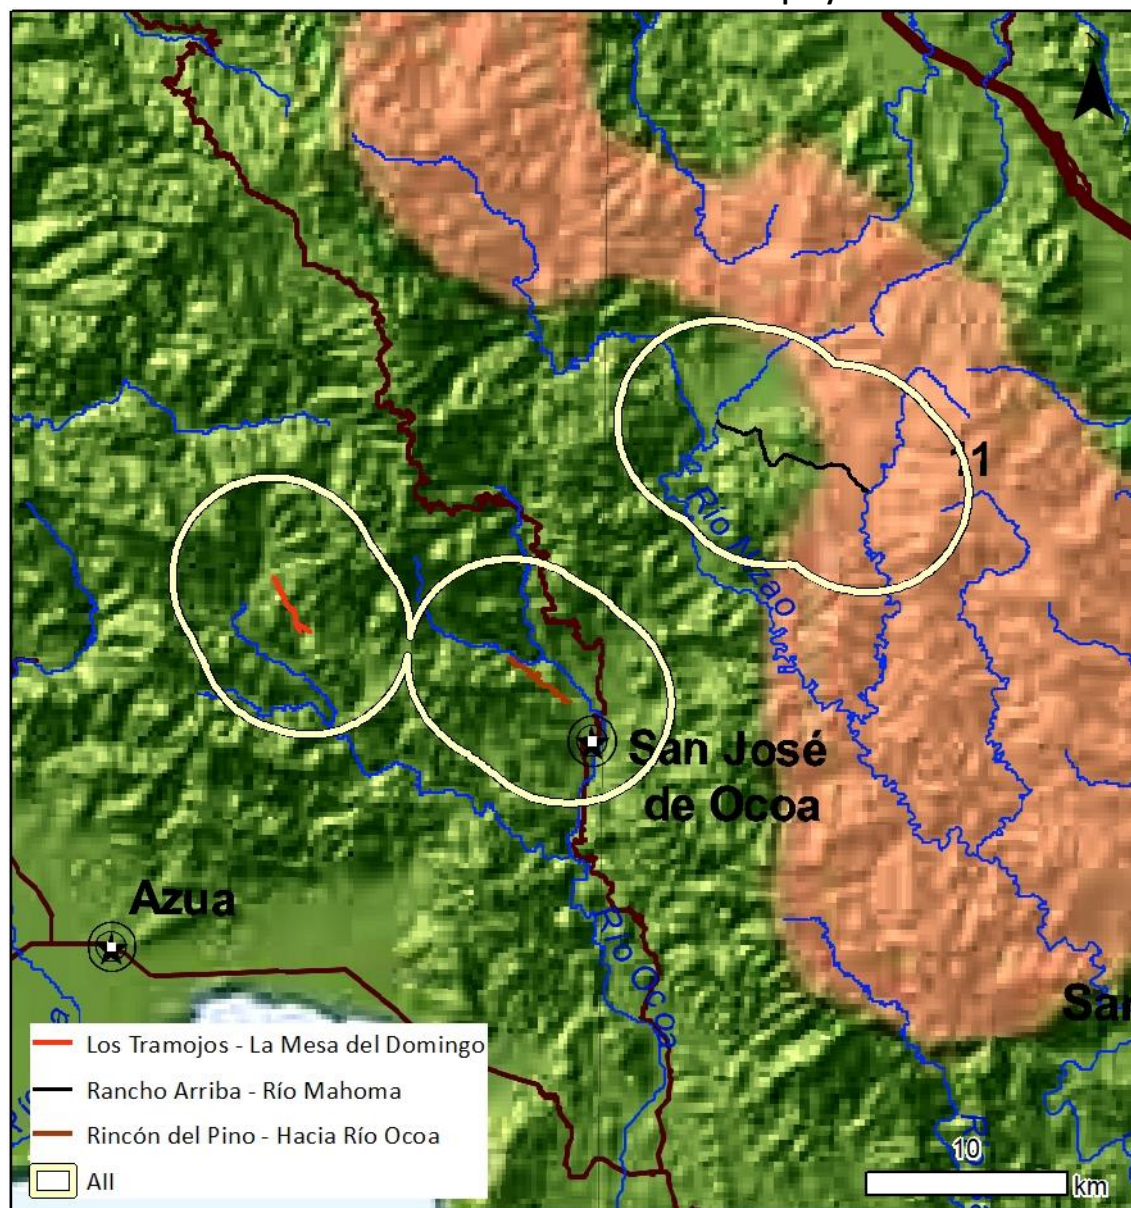 11
Río Nizao
San José
de Ocoa
Azua
Río Ocoa
San
Los Tramojos - La Mesa del Domingo
Rancho Arriba - Río Mahoma
Rincón del Pino - Hacia Río Ocoa
All
10
km